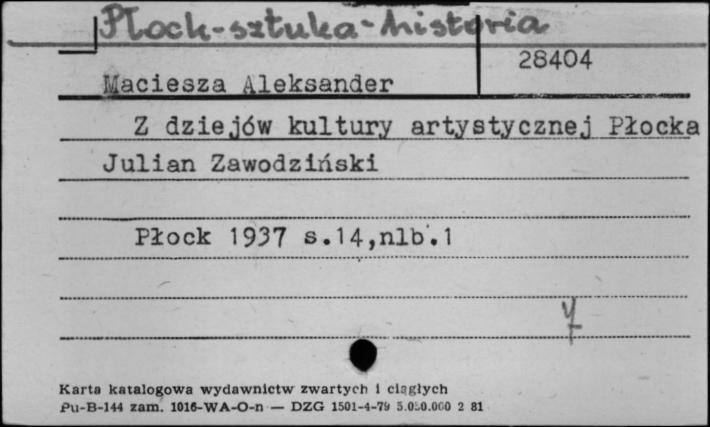 Płock-sztuka-historia
28404
Maciesza Aleksander
Z dziejów kultury artystycznej Płocka
Julian Zawodziński
Płock 1937 s.14,nlb.1
Karta katalogowa wydawnictw zwartych i ciągłych
Pu-B-144 zam. 1016-WA-O-n — DZG 1501-4-79 5.000.000 2 81